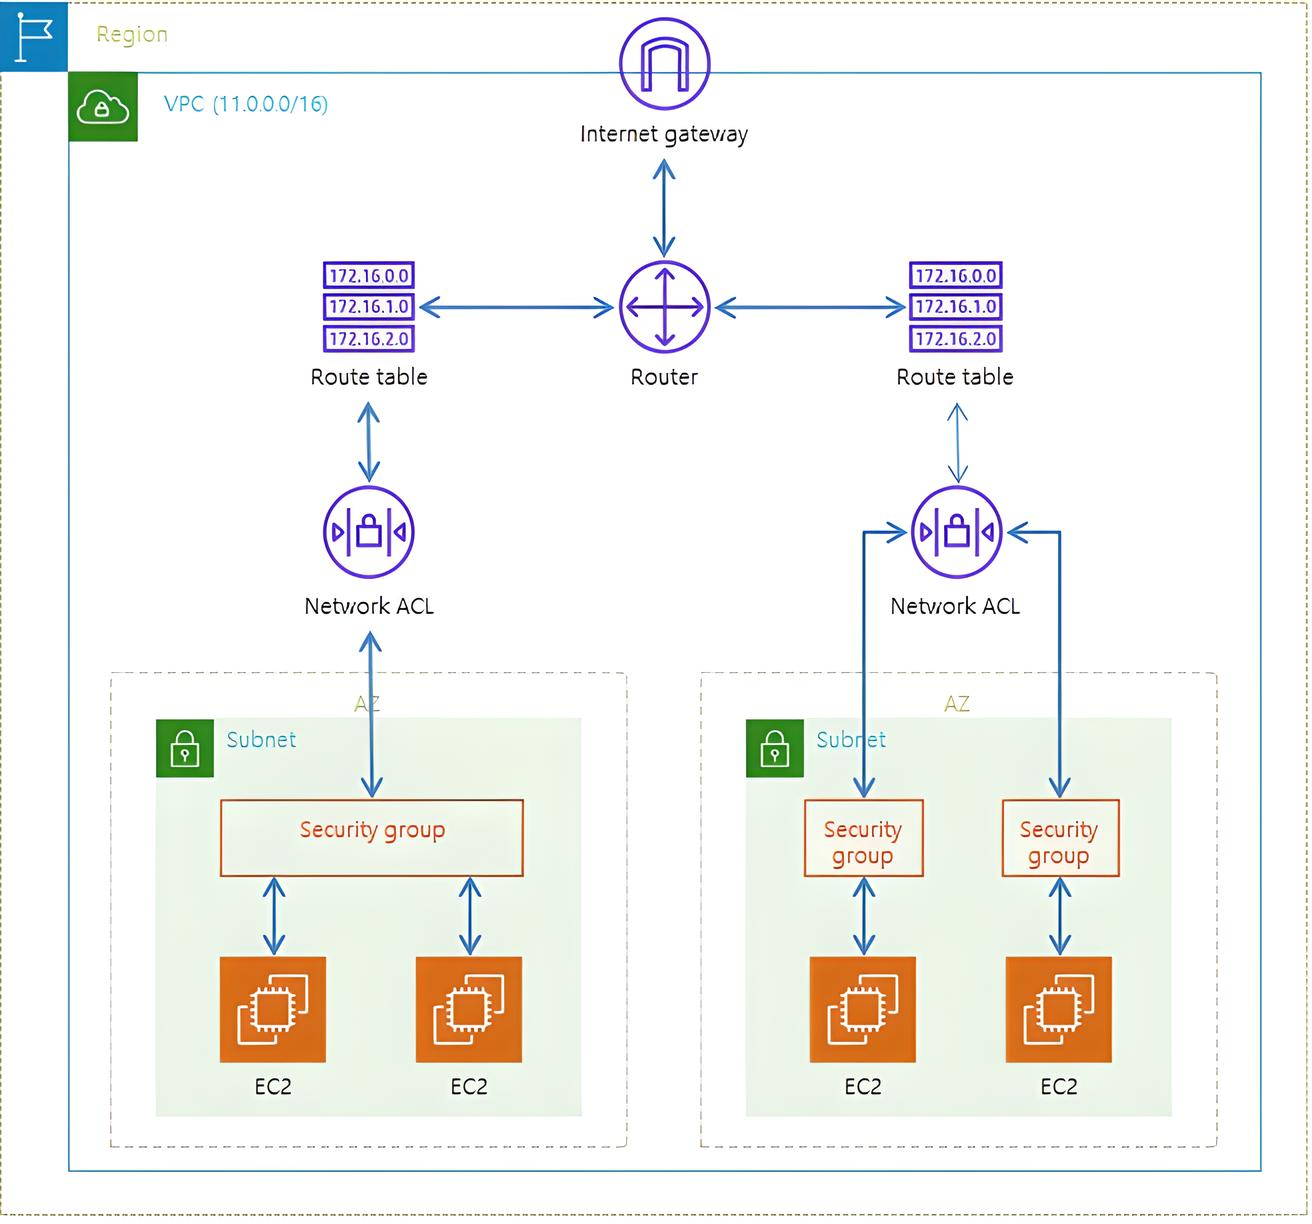 Region
VPC (11.0.0.0/16)
Internet gateway
172.16.0.0
172.16.1.0
172.16.2.0
Route table
Router
172.16.0.0
172.16.1.0
172.16.2.0
Route table
Network ACL
Network ACL
AZ
Subnet
Security group
EC2
EC2
AZ
Subnet
Security
group
Security
group
EC2
EC2